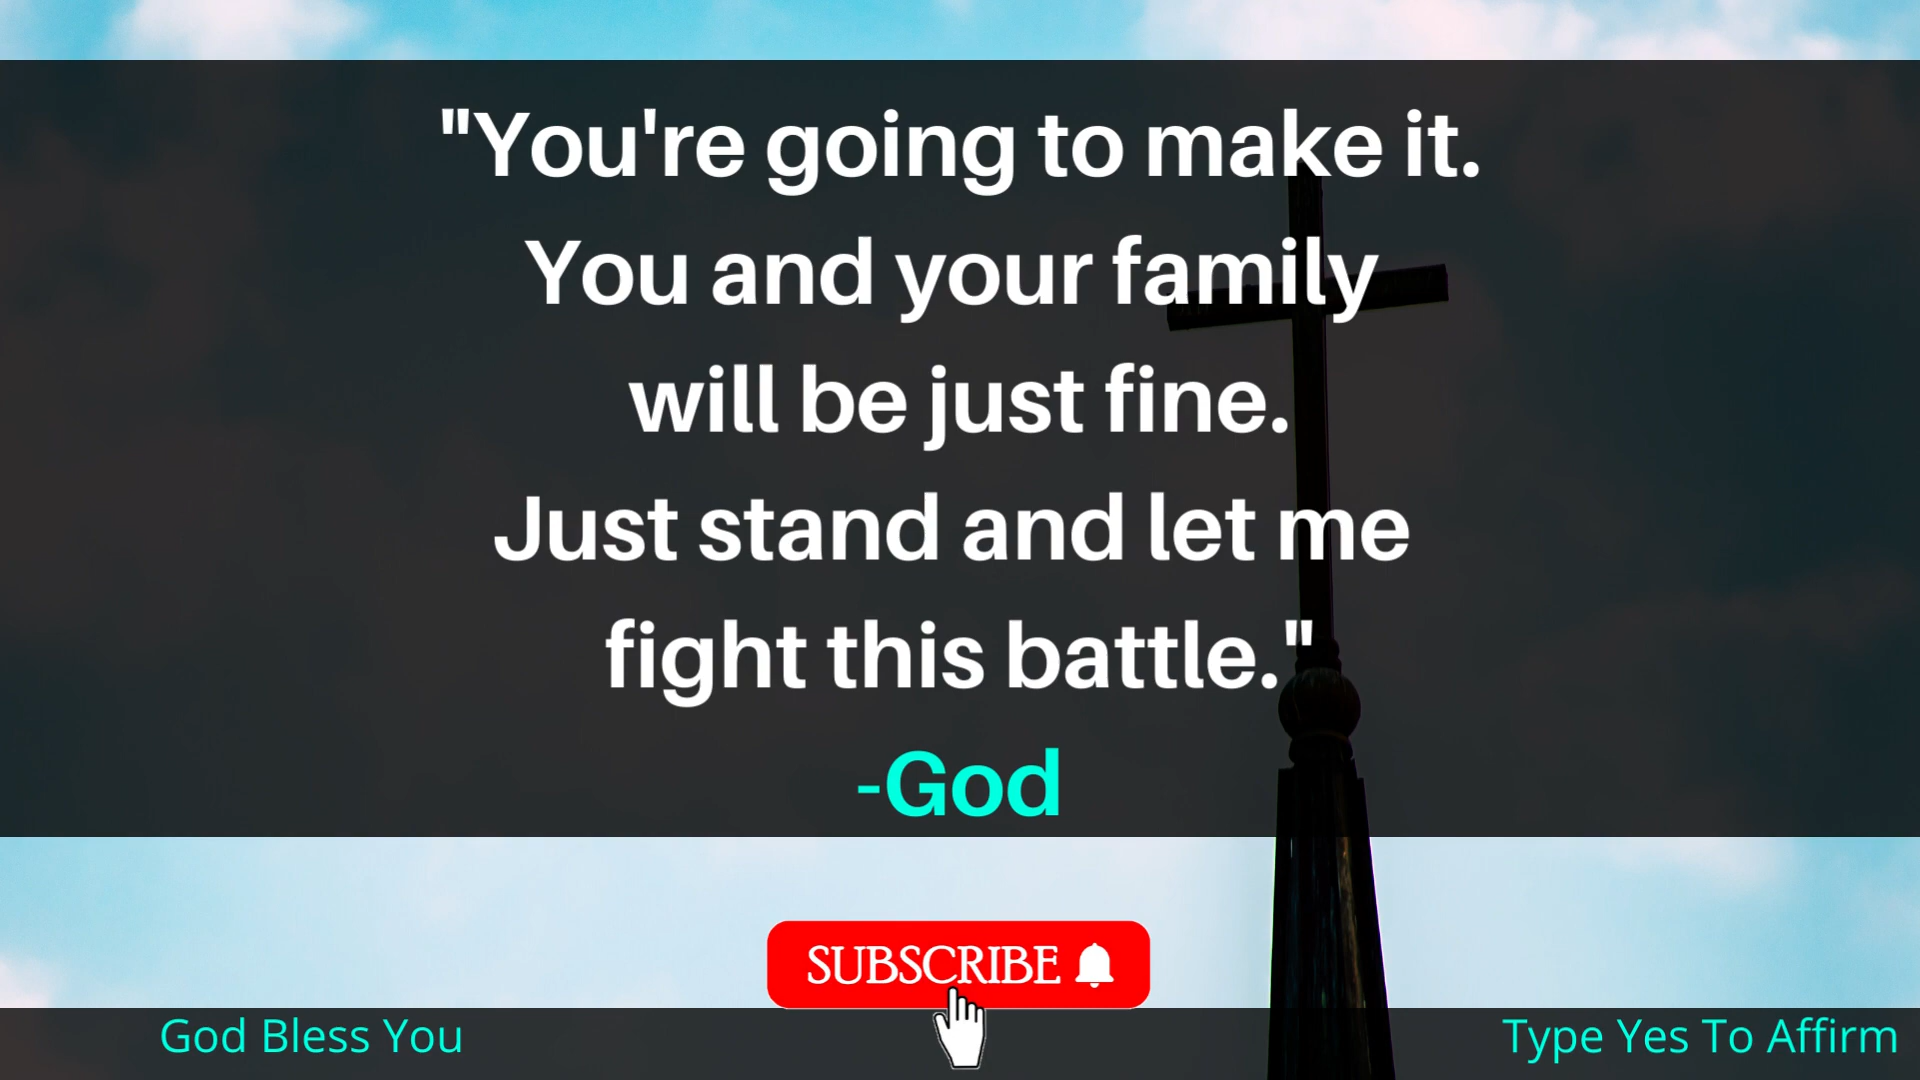 "You're going to make it.
You and your family
will be just fine.
Just stand and let me
fight this battle."
-God
SUBSCRIBE
God Bless You
Type Yes To Affirm